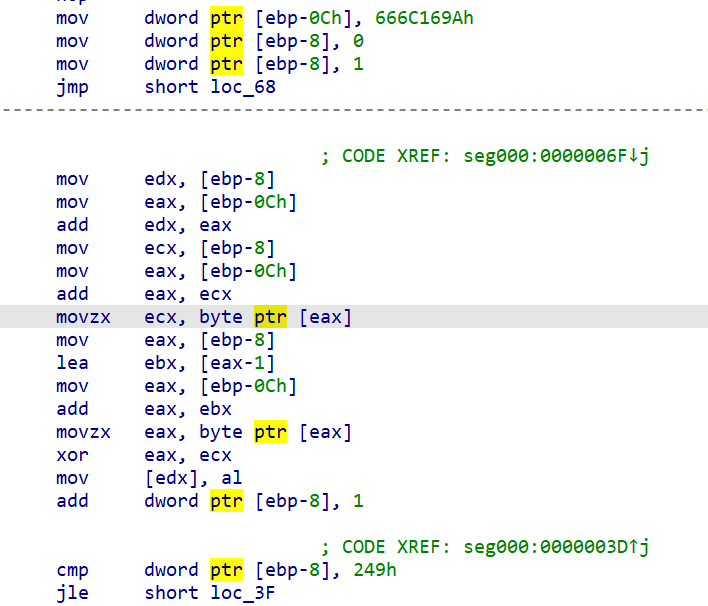 mov dword ptr [ebp-0Ch], 666C169Ah
mov dword ptr [ebp-8], 0
mov dword ptr [ebp-8], 1
jmp short loc_68
; CODE XREF: seg000:0000006F↓j
mov edx, [ebp-8]
mov eax, [ebp-0Ch]
add edx, eax
mov ecx, [ebp-8]
mov eax, [ebp-0Ch]
add eax, ecx
movzx ecx, byte ptr [eax]
mov eax, [ebp-8]
lea ebx, [eax-1]
mov eax, [ebp-0Ch]
add eax, ebx
movzx eax, byte ptr [eax]
xor eax, ecx
mov [edx], al
add dword ptr [ebp-8], 1
; CODE XREF: seg000:0000003D↑j
cmp dword ptr [ebp-8], 249h
jle short loc_3F